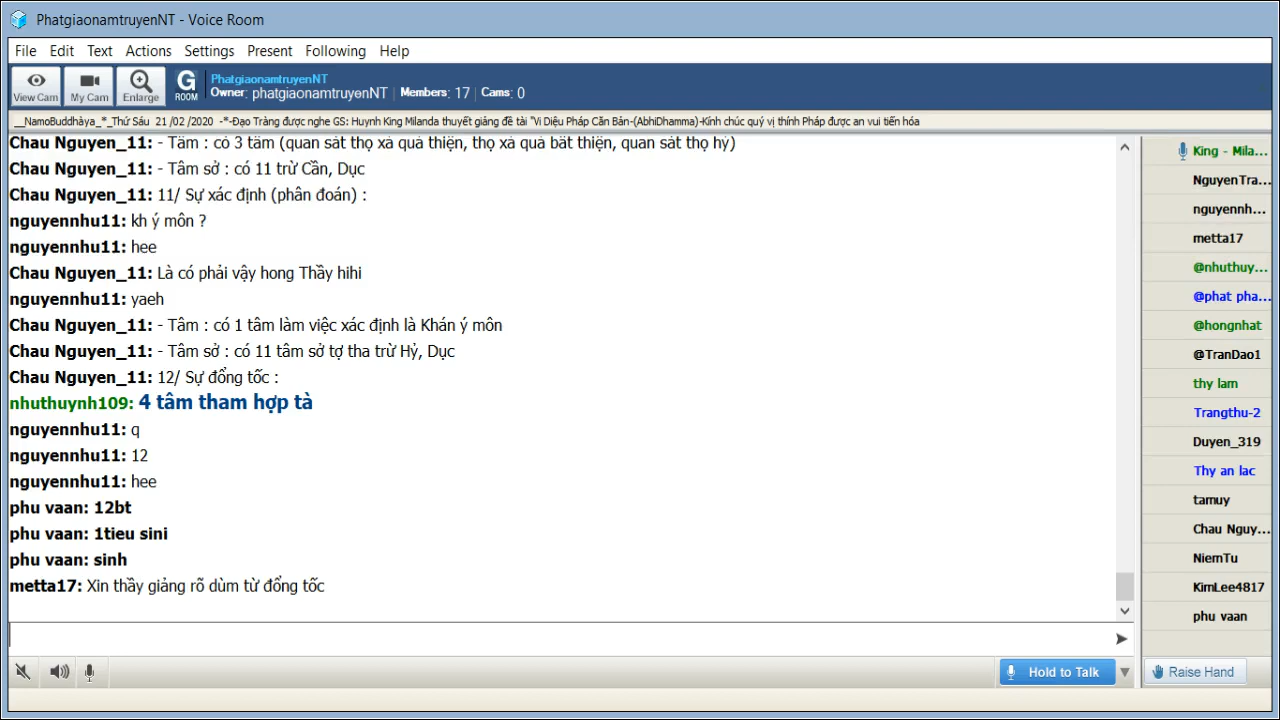 PhatgiaonamtruyenNT - Voice Room
File Edit Text Actions Settings Present Following Help
View Cam My Cam Enlarge G ROOM
PhatgiaonamtruyenNT
Owner: phatgiaonamtruyenNT | Members: 17 | Cams: 0
__NamoBuddhàya_*_Thứ Sáu 21 /02 /2020 -*-Đạo Tràng được nghe GS: Huynh King Milanda thuyết giảng đề tài "Vi Diệu Pháp Căn Bản-(AbhiDhamma)-Kính chúc quý vị thính Pháp được an vui tiến hóa
Chau Nguyen_11: - Tâm : có 3 tâm (quan sát thọ xả quả thiện, thọ xả quả bất thiện, quan sát thọ hỷ)
Chau Nguyen_11: - Tâm sở : có 11 trừ Cần, Dục
Chau Nguyen_11: 11/ Sự xác định (phân đoán) :
nguyennhu11: kh ý môn ?
nguyennhu11: hee
Chau Nguyen_11: Là có phải vậy hong Thầy hihi
nguyennhu11: yaeh
Chau Nguyen_11: - Tâm : có 1 tâm làm việc xác định là Khán ý môn
Chau Nguyen_11: - Tâm sở : có 11 tâm sở tợ tha trừ Hỷ, Dục
Chau Nguyen_11: 12/ Sự đổng tốc :
nhuthuynh109: 4 tâm tham hợp tà
nguyennhu11: q
nguyennhu11: 12
nguyennhu11: hee
phu vaan: 12bt
phu vaan: 1tieu sini
phu vaan: sinh
metta17: Xin thầy giảng rõ dùm từ đổng tốc
King - Mila...
NguyenTra...
nguyennh...
metta17
@nhuthuy...
@phat pha...
@hongnhat
@TranDao1
thy lam
Trangthu-2
Duyen_319
Thy an lac
tamuy
Chau Nguy...
NiemTu
KimLee4817
phu vaan
Hold to Talk
Raise Hand